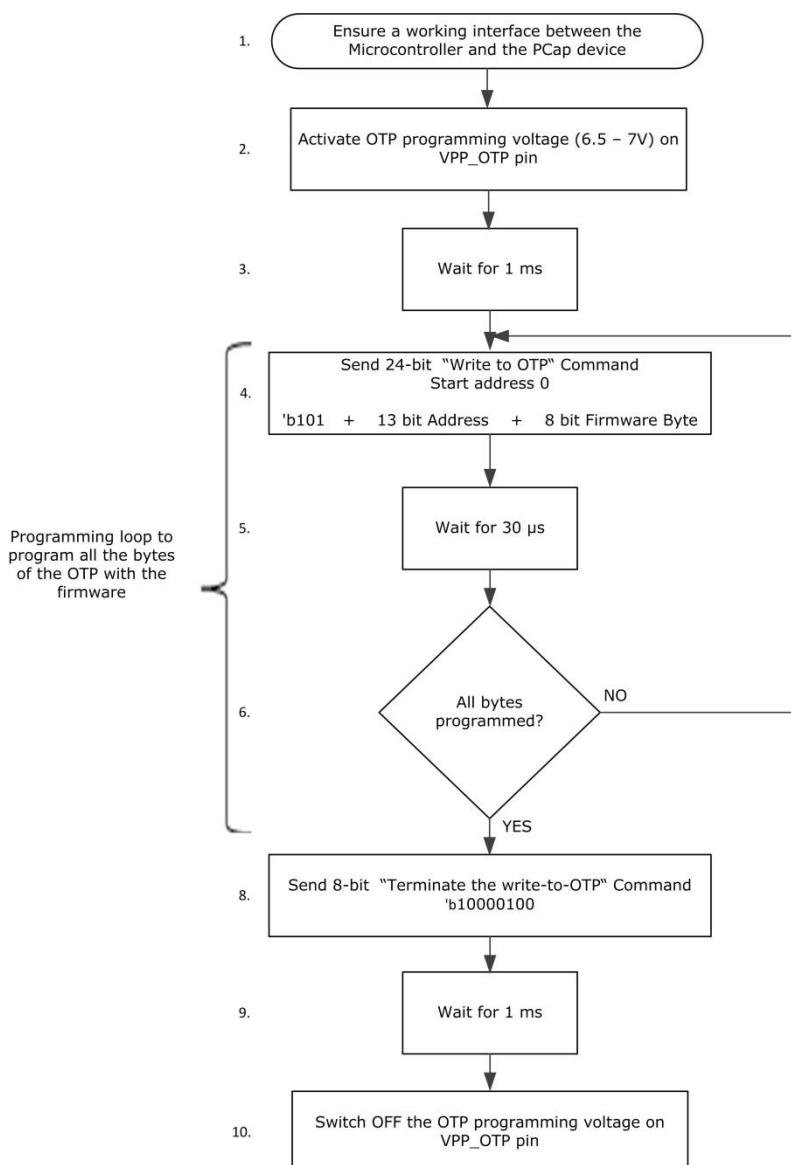 1.
Ensure a working interface between the
Microcontroller and the PCap device
2.
Activate OTP programming voltage (6.5 – 7V) on
VPP_OTP pin
3.
Wait for 1 ms
4.
Send 24-bit “Write to OTP“ Command
Start address 0
'b101 + 13 bit Address + 8 bit Firmware Byte
5.
Wait for 30 µs
Programming loop to
program all the bytes
of the OTP with the
firmware
6.
All bytes
programmed?
NO
YES
8.
Send 8-bit “Terminate the write-to-OTP“ Command
'b10000100
9.
Wait for 1 ms
10.
Switch OFF the OTP programming voltage on
VPP_OTP pin